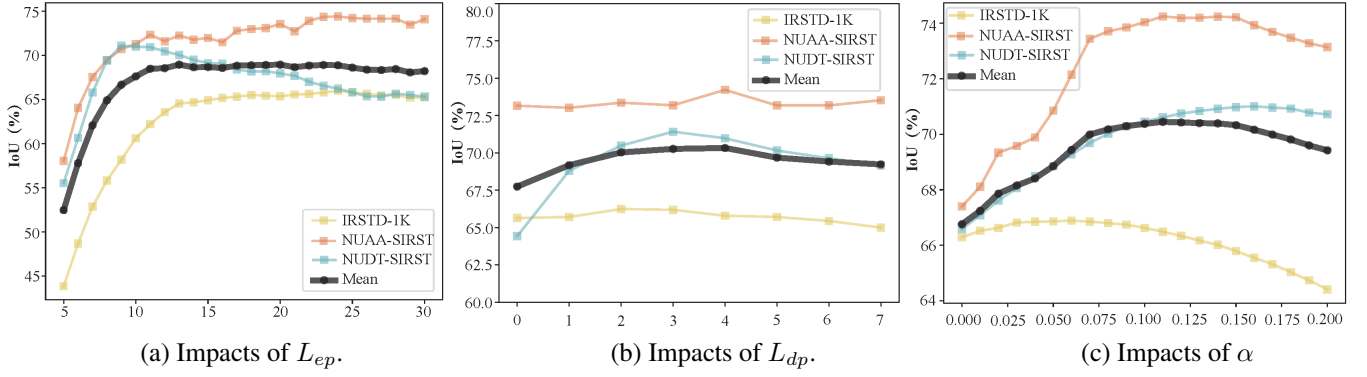 75
70
65
60
55
50
45
IoU (%)
5
10
15
20
25
30
IRSTD-1K
NUAA-SIRST
NUDT-SIRST
Mean
(a) Impacts of L_ep.
80.0
77.5
75.0
72.5
70.0
67.5
65.0
62.5
60.0
IoU (%)
0
1
2
3
4
5
6
7
IRSTD-1K
NUAA-SIRST
NUDT-SIRST
Mean
(b) Impacts of L_dp.
74
72
70
68
66
64
IoU (%)
0.000
0.025
0.050
0.075
0.100
0.125
0.150
0.175
0.200
IRSTD-1K
NUAA-SIRST
NUDT-SIRST
Mean
(c) Impacts of α